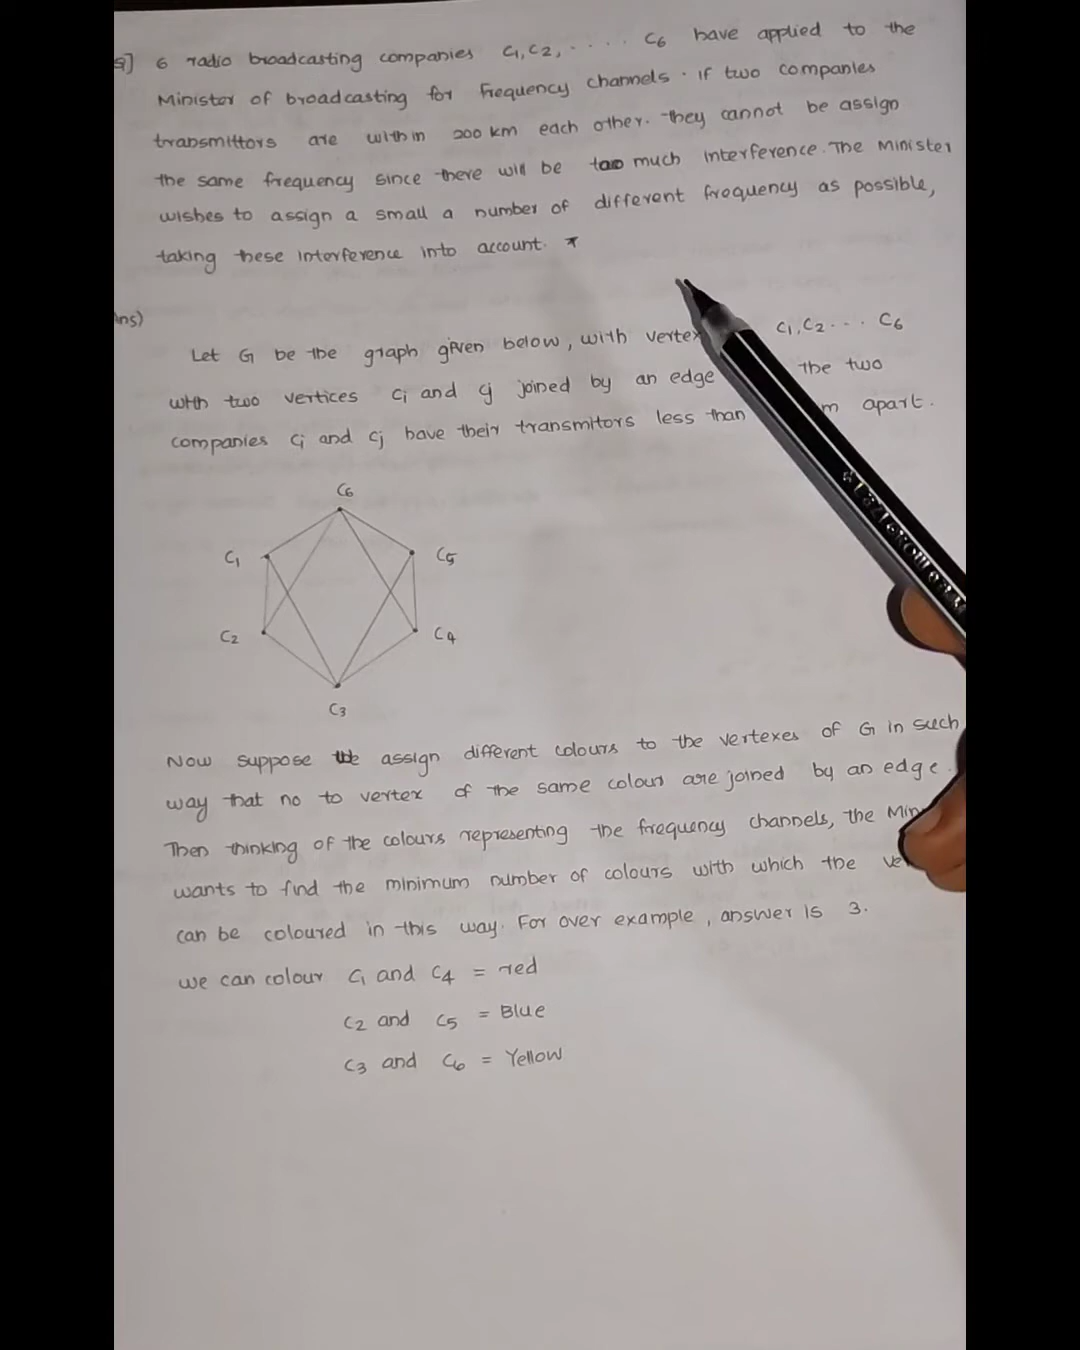 Q] 6 radio broadcasting companies C1, C2, ..... C6 have applied to the
Minister of broadcasting for frequency channels. If two companies
transmittors are within 200 km each other. they cannot be assign
the same frequency since there will be too much interference. The Minister
wishes to assign a small a number of different frequency as possible,
taking these interference into account.
Ans)
Let G be the graph given below, with vertex C1, C2 ... C6
with two vertices Ci and Cj joined by an edge the two
companies Ci and Cj have their transmitors less than m apart.
C6
C1
C5
C2
C4
C3
Now suppose we assign different colours to the vertexes of G in such
way that no to vertex of the same colour are joined by an edge.
Then thinking of the colours representing the frequency channels, the Min
wants to find the minimum number of colours with which the ve
can be coloured in this way. For over example, answer is 3.
we can colour C1 and C4 = red
C2 and C5 = Blue
C3 and C6 = Yellow